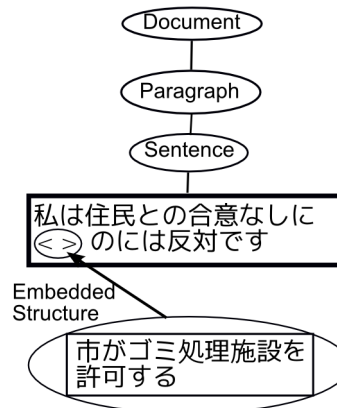 Document
Paragraph
Sentence
私は住民との合意なしに
< > のには反対です
Embedded
Structure
市がゴミ処理施設を
許可する